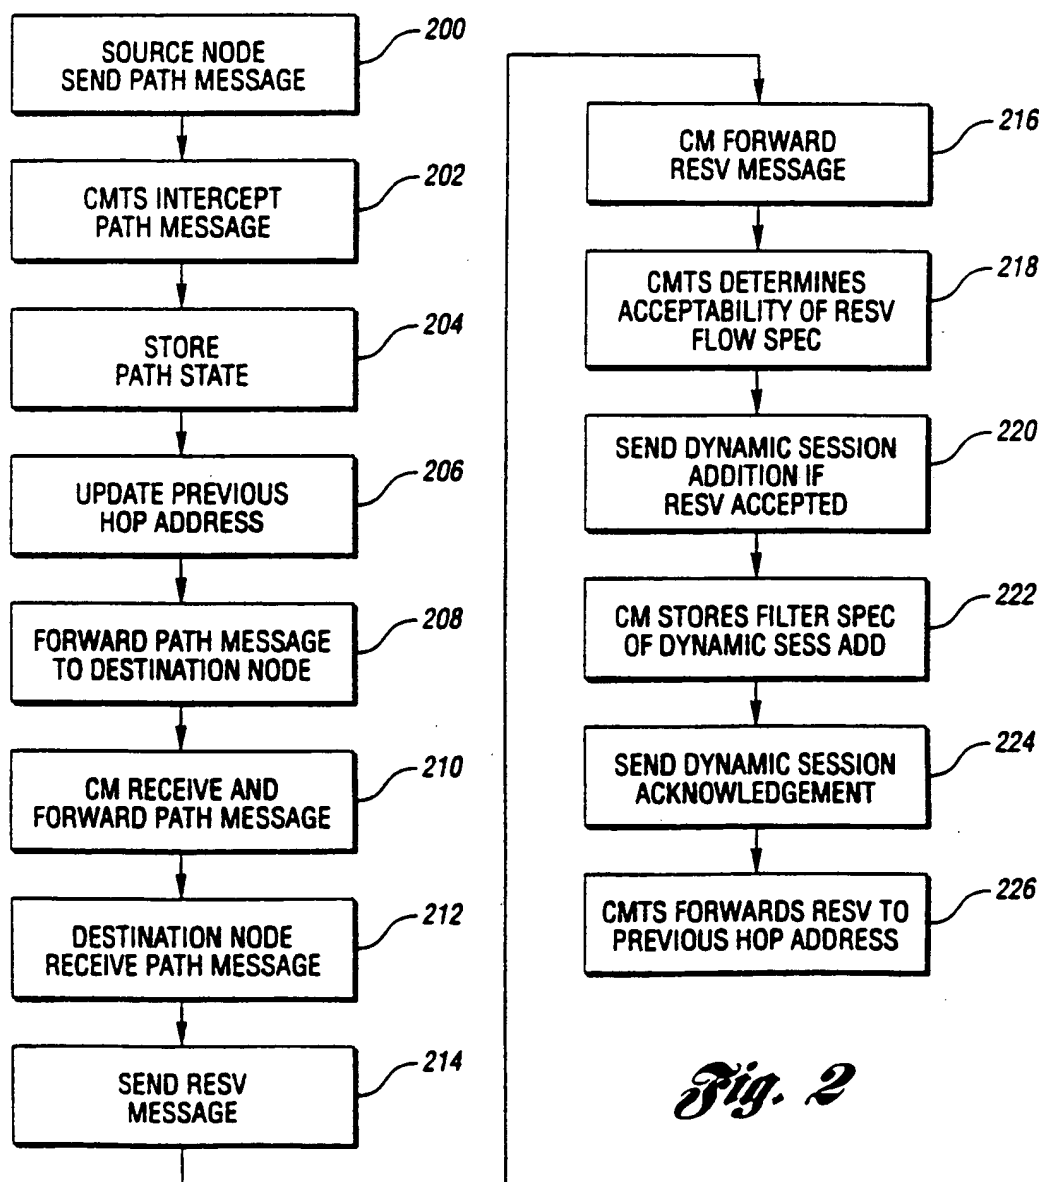 SOURCE NODE
SEND PATH MESSAGE
200
CMTS INTERCEPT
PATH MESSAGE
202
STORE
PATH STATE
204
UPDATE PREVIOUS
HOP ADDRESS
206
FORWARD PATH MESSAGE
TO DESTINATION NODE
208
CM RECEIVE AND
FORWARD PATH MESSAGE
210
DESTINATION NODE
RECEIVE PATH MESSAGE
212
SEND RESV
MESSAGE
214
CM FORWARD
RESV MESSAGE
216
CMTS DETERMINES
ACCEPTABILITY OF RESV
FLOW SPEC
218
SEND DYNAMIC SESSION
ADDITION IF
RESV ACCEPTED
220
CM STORES FILTER SPEC
OF DYNAMIC SESS ADD
222
SEND DYNAMIC SESSION
ACKNOWLEDGEMENT
224
CMTS FORWARDS RESV TO
PREVIOUS HOP ADDRESS
226
Fig. 2